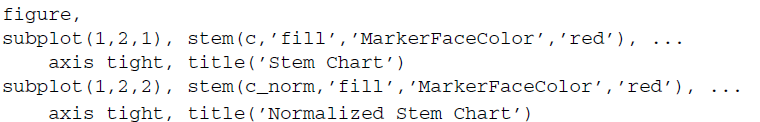 figure,
subplot(1,2,1), stem(c,’fill’,’MarkerFaceColor’,’red’), ...
    axis tight, title(’Stem Chart’)
subplot(1,2,2), stem(c_norm,’fill’,’MarkerFaceColor’,’red’), ...
    axis tight, title(’Normalized Stem Chart’)